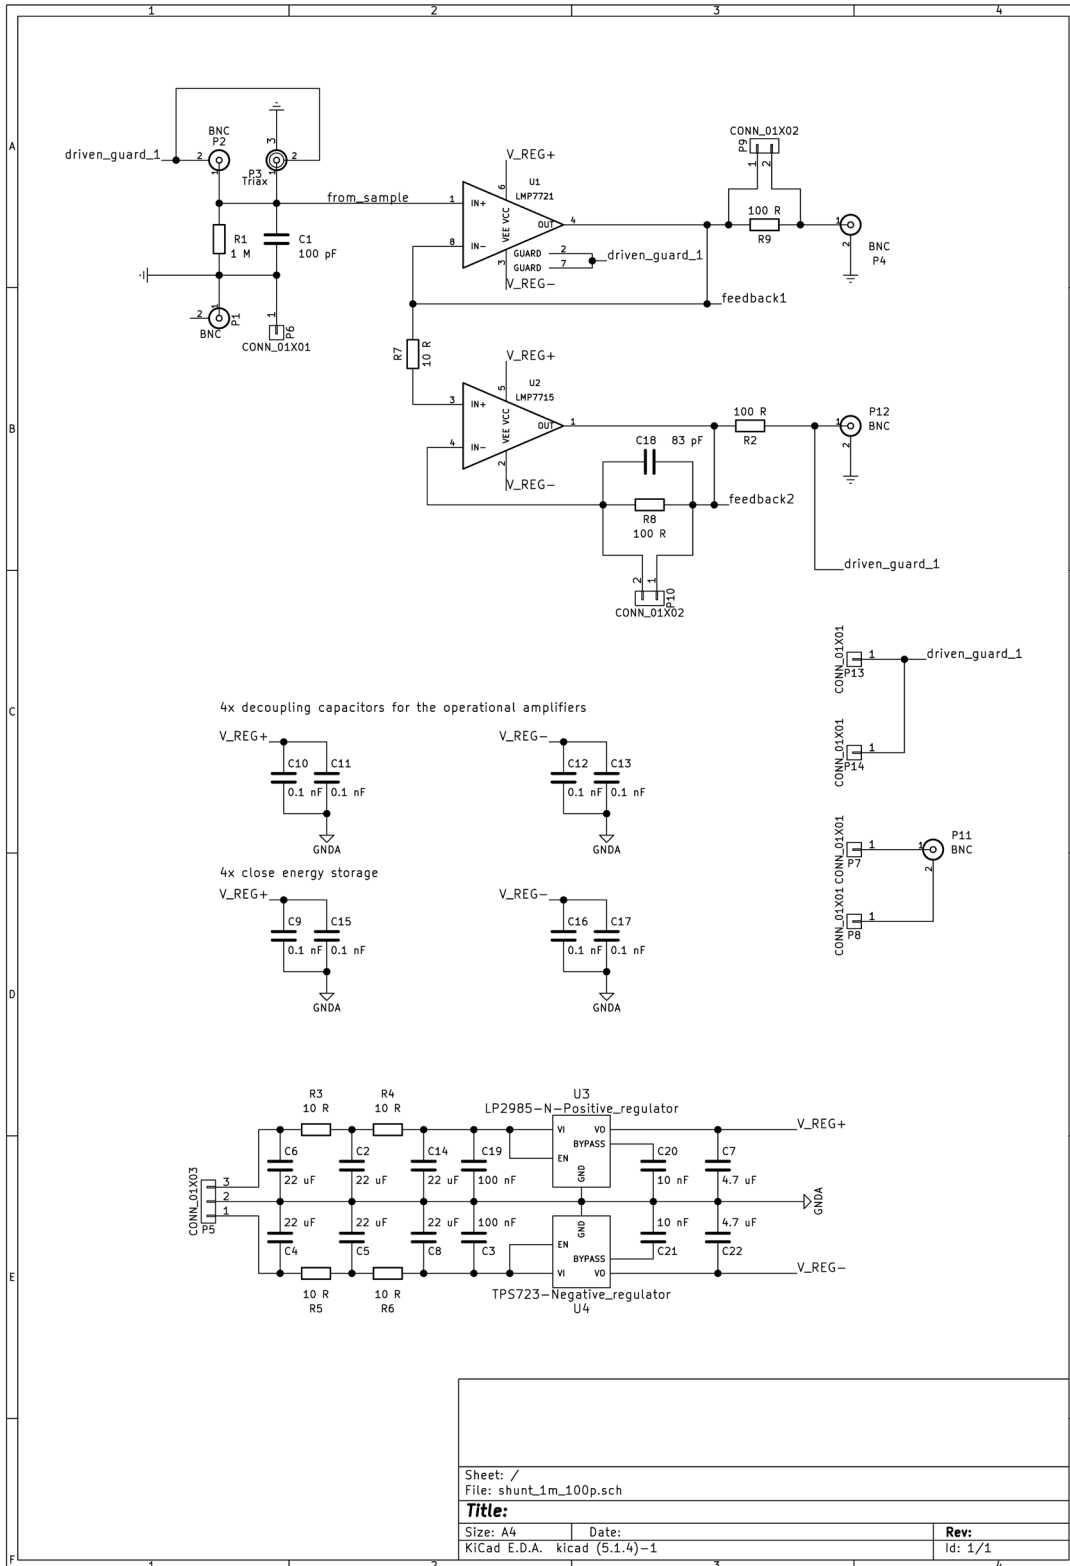 1 2 3 4
A
BNC
P2
driven_guard_1 2 1
3 2 1
P3
Triax
from_sample
R1
1 M
C1
100 pF
2 1 P1
BNC
1 P6
CONN_01X01
V_REG+
6
U1
LMP7721
1 IN+
8 IN-
VEE VCC
OUT 4
GUARD 2
GUARD 7
driven_guard_1
3
V_REG-
feedback1
CONN_01X02
P9
1 2
100 R
R9
1
2
BNC
P4
B
R7
10 R
V_REG+
5
U2
LMP7715
3 IN+
4 IN-
VEE VCC
OUT 1
2
V_REG-
C18 83 pF
R8
100 R
feedback2
2 1 P10
CONN_01X02
100 R
R2
1
2
P12
BNC
driven_guard_1
C
CONN_01X01
1
P13
driven_guard_1
CONN_01X01
1
P14
4x decoupling capacitors for the operational amplifiers
V_REG+
C10 C11
0.1 nF 0.1 nF
GNDA
V_REG-
C12 C13
0.1 nF 0.1 nF
GNDA
CONN_01X01
1
P7
1
2
P11
BNC
CONN_01X01
1
P8
4x close energy storage
V_REG+
C9 C15
0.1 nF 0.1 nF
GNDA
V_REG-
C16 C17
0.1 nF 0.1 nF
GNDA
D
R3 R4
10 R 10 R
U3
LP2985-N-Positive_regulator
VI VO
BYPASS
EN
GND
V_REG+
C6 C2 C14 C19 C20 C7
22 uF 22 uF 22 uF 100 nF 10 nF 4.7 uF
CONN_01X03
3
2
1
P5
GNDA
22 uF 22 uF 22 uF 100 nF 10 nF 4.7 uF
C4 C5 C8 C3 C21 C22
GND
EN
BYPASS
VI VO
V_REG-
10 R 10 R
R5 R6
TPS723-Negative_regulator
U4
E
Sheet: /
File: shunt_1m_100p.sch
Title:
Size: A4 Date: Rev:
KiCad E.D.A. kicad (5.1.4)-1 Id: 1/1
F
1 2 3 4